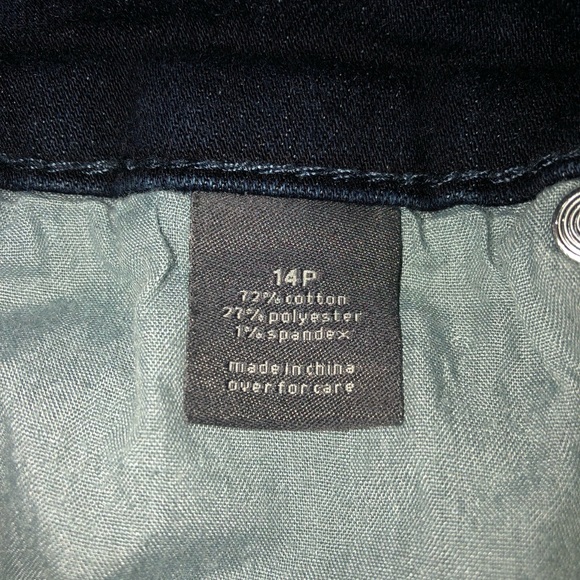 14P
72% cotton
27% polyester
1% spandex
made in china
over for care